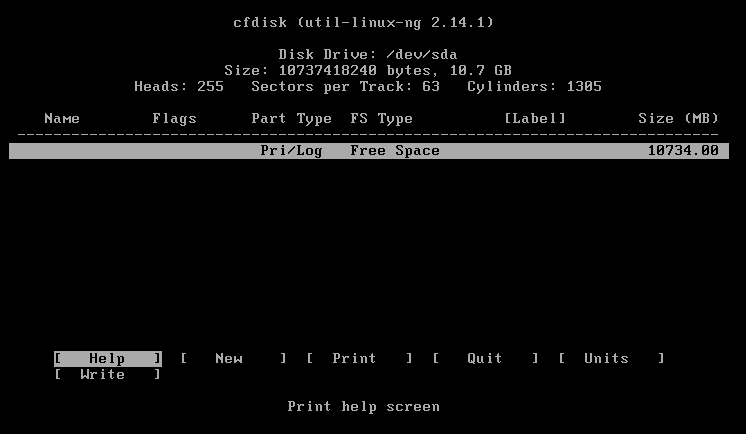 cfdisk (util-linux-ng 2.14.1)
Disk Drive: /dev/sda
Size: 10737418240 bytes, 10.7 GB
Heads: 255   Sectors per Track: 63   Cylinders: 1305
Name   Flags   Part Type   FS Type   [Label]   Size (MB)
Pri/Log   Free Space   10734.00
[ Help ]   [ New ]   [ Print ]   [ Quit ]   [ Units ]
[ Write ]
Print help screen